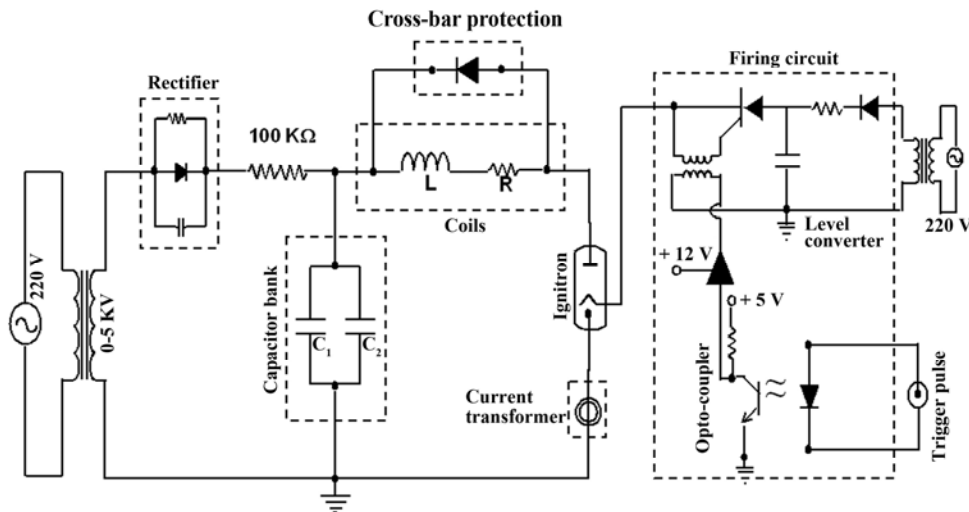 Cross-bar protection
Firing circuit
Rectifier
100 KΩ
L
R
Coils
Level
converter
220 V
220 V
0-5 KV
Capacitor bank
C1
C2
Ignitron
+ 12 V
+ 5 V
Current
transformer
Opto-coupler
Trigger pulse